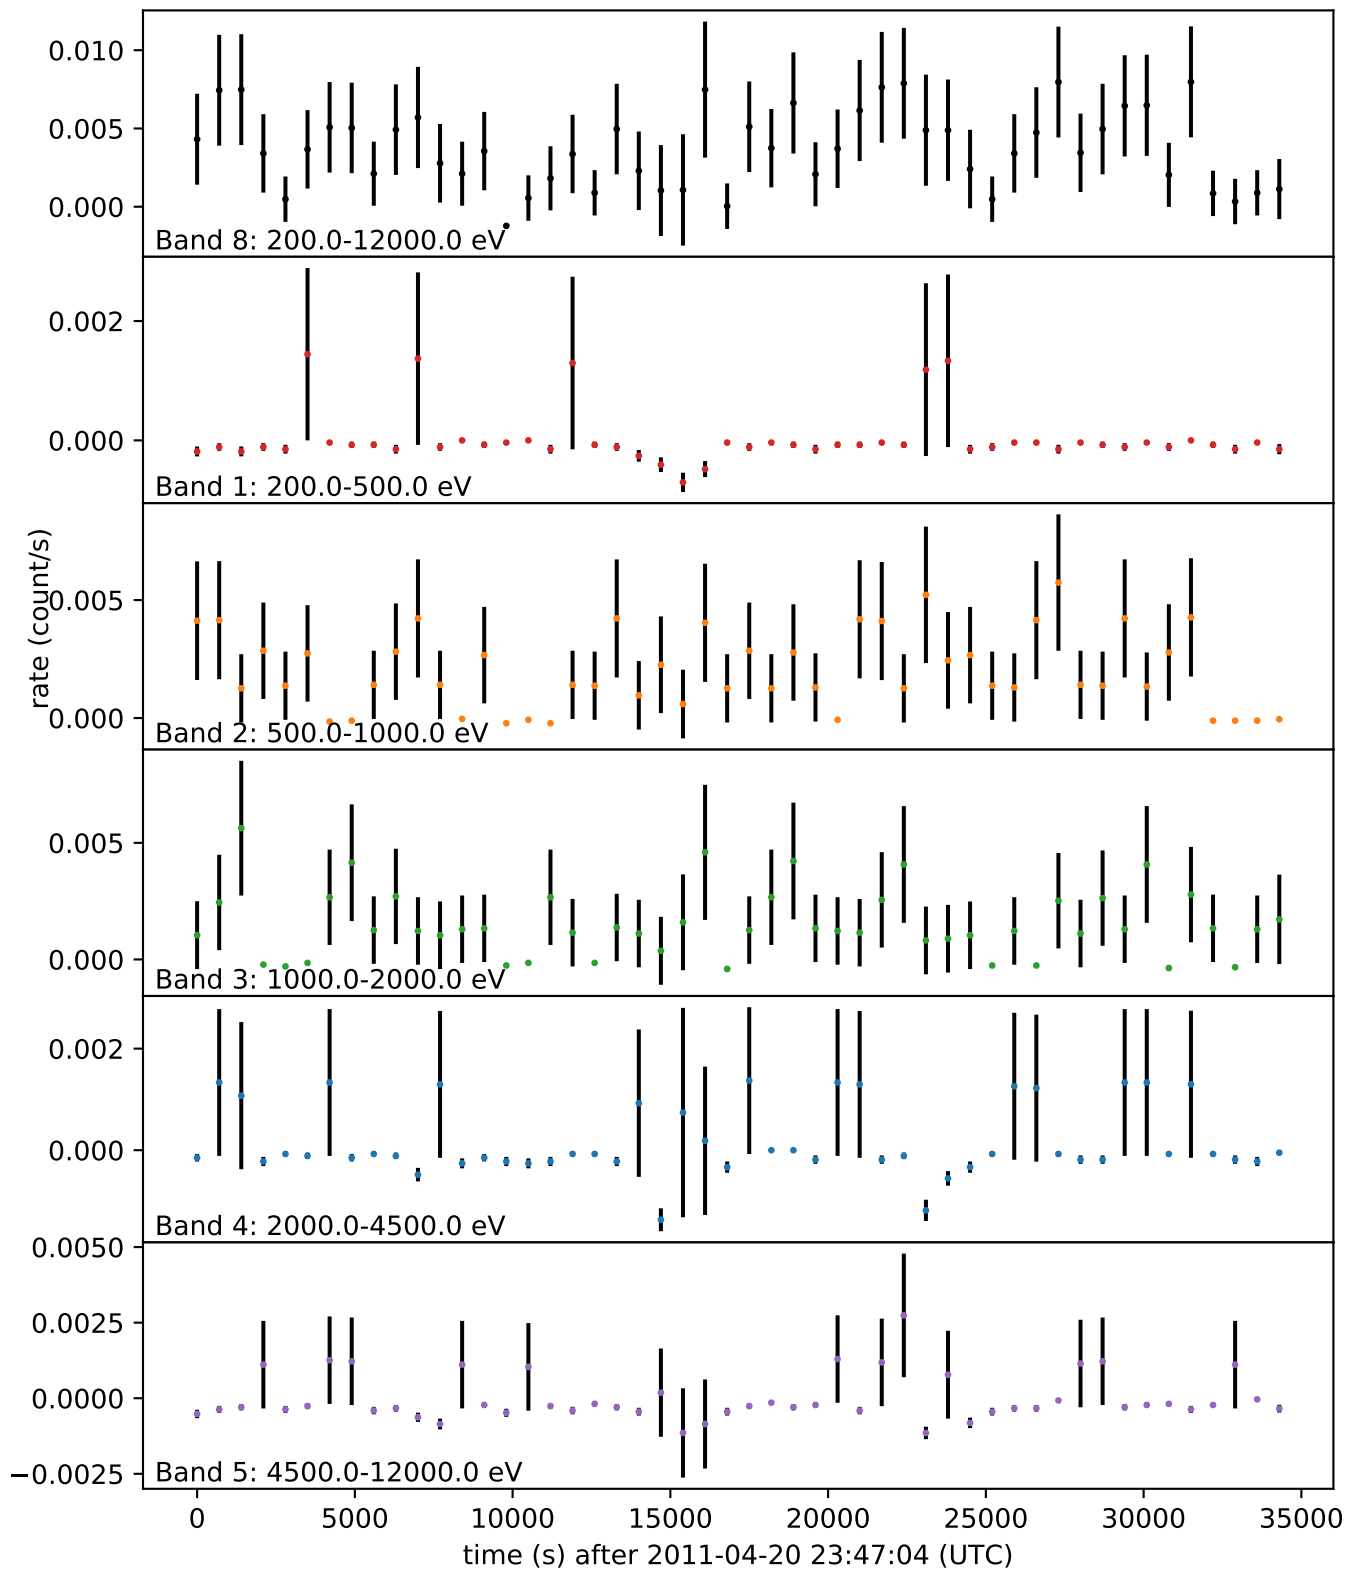 0.010
0.005
0.000
Band 8: 200.0-12000.0 eV
0.002
0.000
Band 1: 200.0-500.0 eV
rate (count/s)
0.005
0.000
Band 2: 500.0-1000.0 eV
0.005
0.000
Band 3: 1000.0-2000.0 eV
0.002
0.000
Band 4: 2000.0-4500.0 eV
0.0050
0.0025
0.0000
−0.0025
Band 5: 4500.0-12000.0 eV
0 5000 10000 15000 20000 25000 30000 35000
time (s) after 2011-04-20 23:47:04 (UTC)